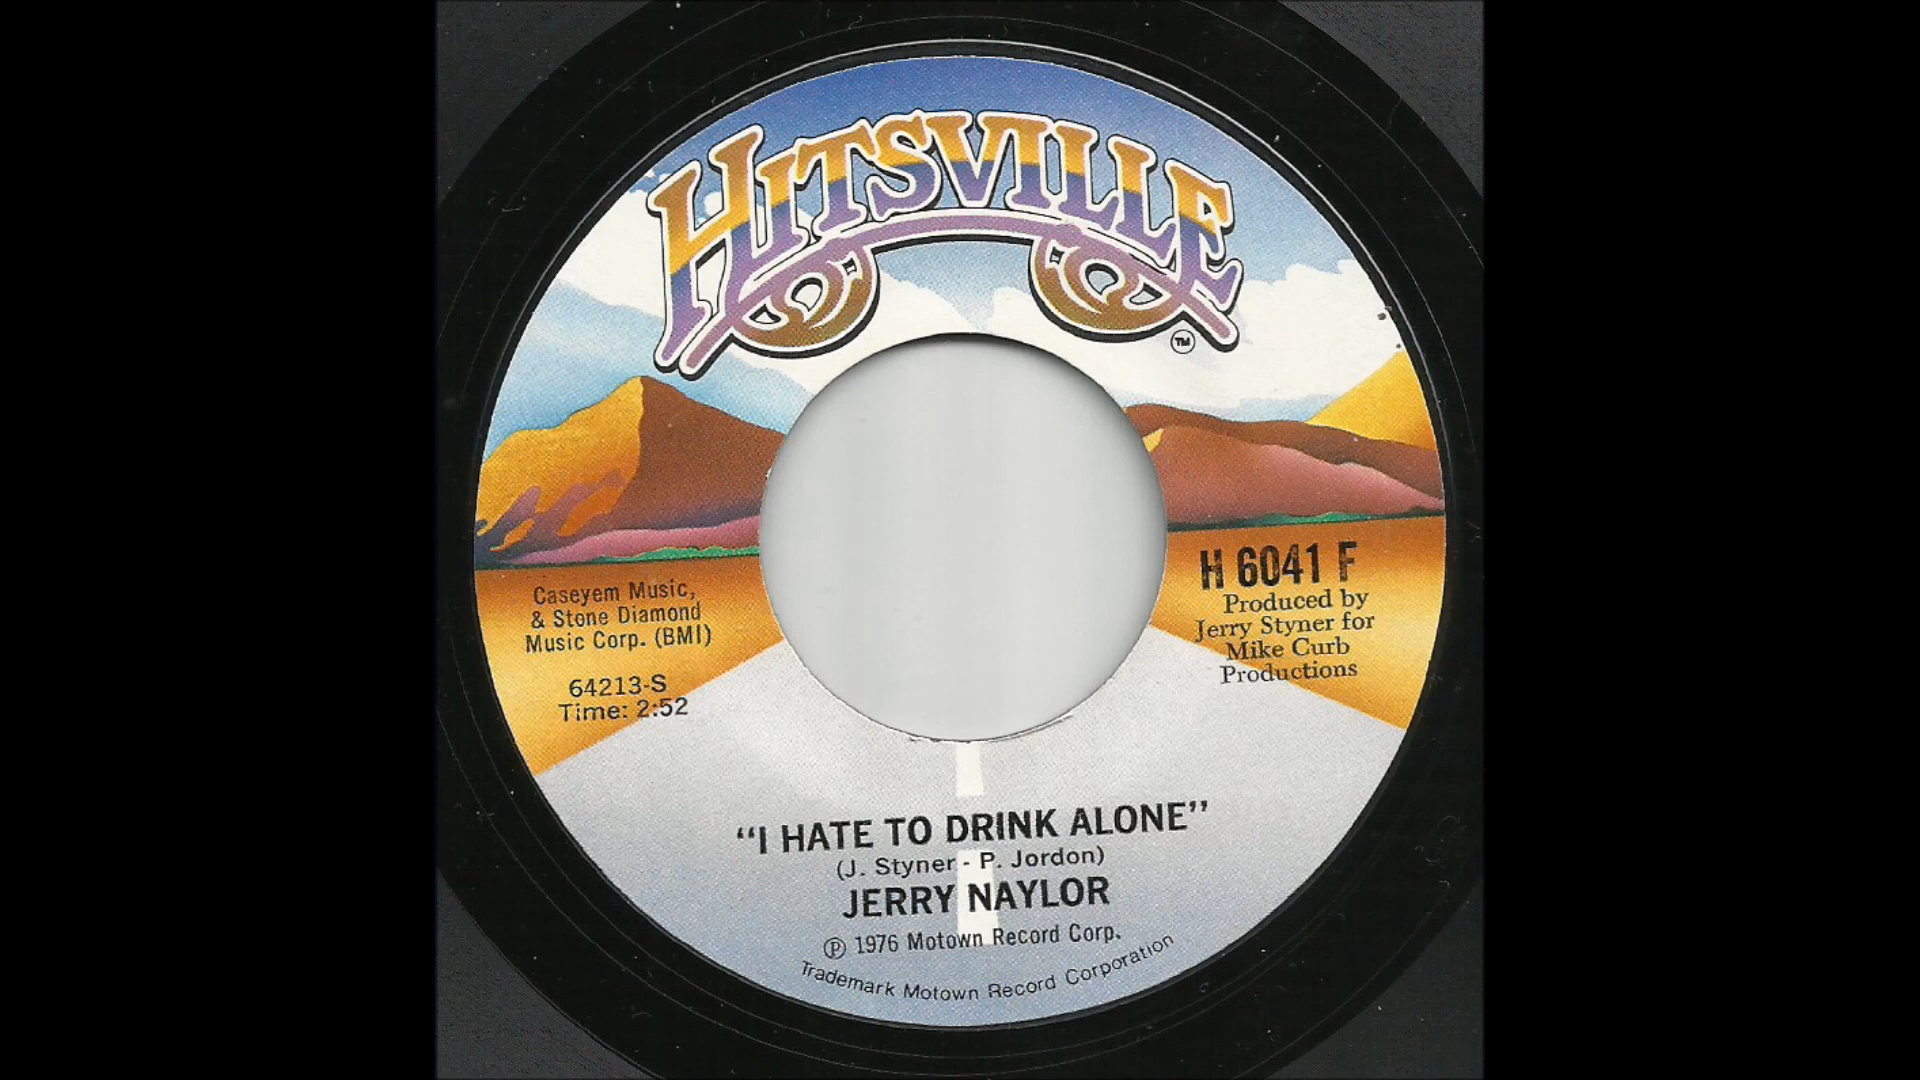 HITSVILLE
TM
Caseyem Music,
& Stone Diamond
Music Corp. (BMI)
64213-S
Time: 2:52
H 6041 F
Produced by
Jerry Styner for
Mike Curb
Productions
“I HATE TO DRINK ALONE”
(J. Styner - P. Jordon)
JERRY NAYLOR
℗ 1976 Motown Record Corp.
Trademark Motown Record Corporation